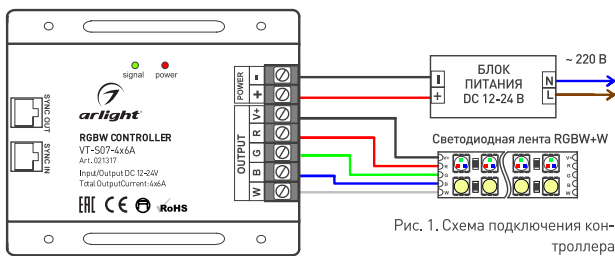 signal power
arlight®
RGBW CONTROLLER
VT-S07-4x6A
Art. 021317
Input/Output DC 12-24V
Total OutputCurrent: 4x6A
EAC CE RoHS
SYNC OUT
SYNC IN
POWER
- +
OUTPUT
V+
R
G
B
W
БЛОК
ПИТАНИЯ
DC 12-24 В
-
+
N
L
~ 220 В
Светодиодная лента RGBW+W
V+
R
G
B
W
V+
R
G
B
W
Рис. 1. Схема подключения кон-
троллера